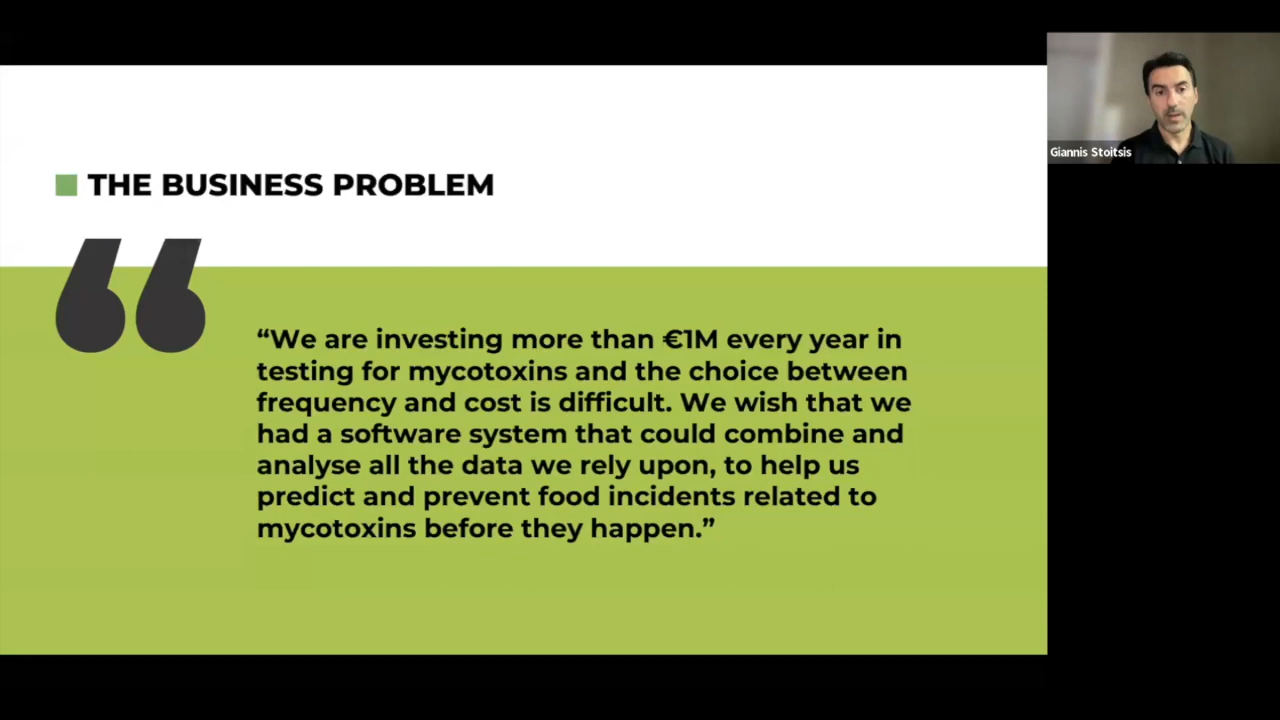 THE BUSINESS PROBLEM
“We are investing more than €1M every year in
testing for mycotoxins and the choice between
frequency and cost is difficult. We wish that we
had a software system that could combine and
analyse all the data we rely upon, to help us
predict and prevent food incidents related to
mycotoxins before they happen.”
Giannis Stoitsis